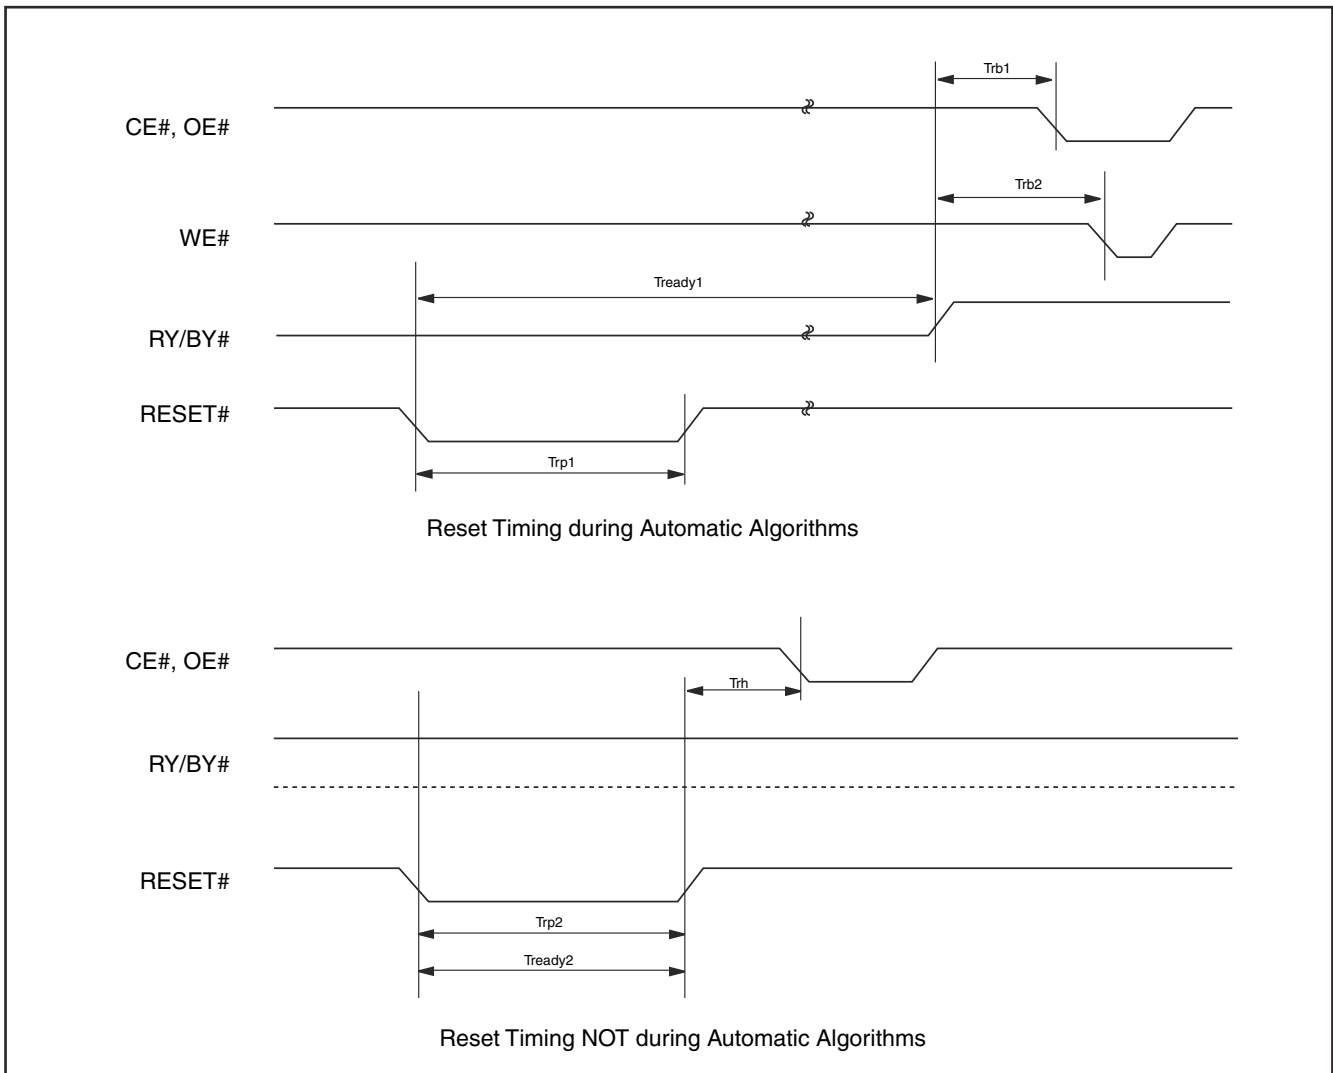 Trb1
CE#, OE#
Trb2
WE#
Tready1
RY/BY#
RESET#
Trp1
Reset Timing during Automatic Algorithms
CE#, OE#
Trh
RY/BY#
RESET#
Trp2
Tready2
Reset Timing NOT during Automatic Algorithms